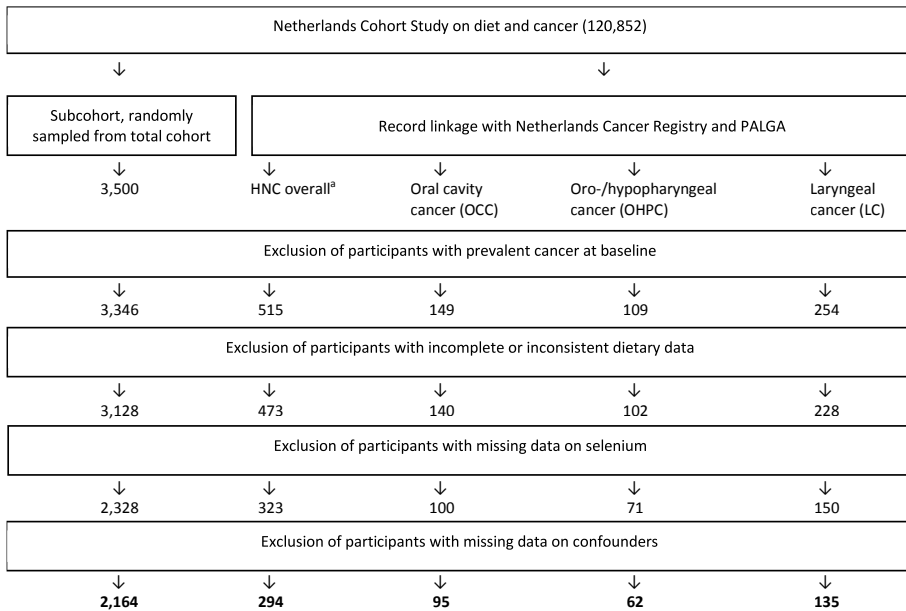 Netherlands Cohort Study on diet and cancer (120,852)
↓ ↓
Subcohort, randomly
sampled from total cohort
Record linkage with Netherlands Cancer Registry and PALGA
↓ ↓ ↓ ↓ ↓
3,500
HNC overallᵃ
Oral cavity
cancer (OCC)
Oro-/hypopharyngeal
cancer (OHPC)
Laryngeal
cancer (LC)
Exclusion of participants with prevalent cancer at baseline
↓ ↓ ↓ ↓ ↓
3,346 515 149 109 254
Exclusion of participants with incomplete or inconsistent dietary data
↓ ↓ ↓ ↓ ↓
3,128 473 140 102 228
Exclusion of participants with missing data on selenium
↓ ↓ ↓ ↓ ↓
2,328 323 100 71 150
Exclusion of participants with missing data on confounders
↓ ↓ ↓ ↓ ↓
2,164 294 95 62 135